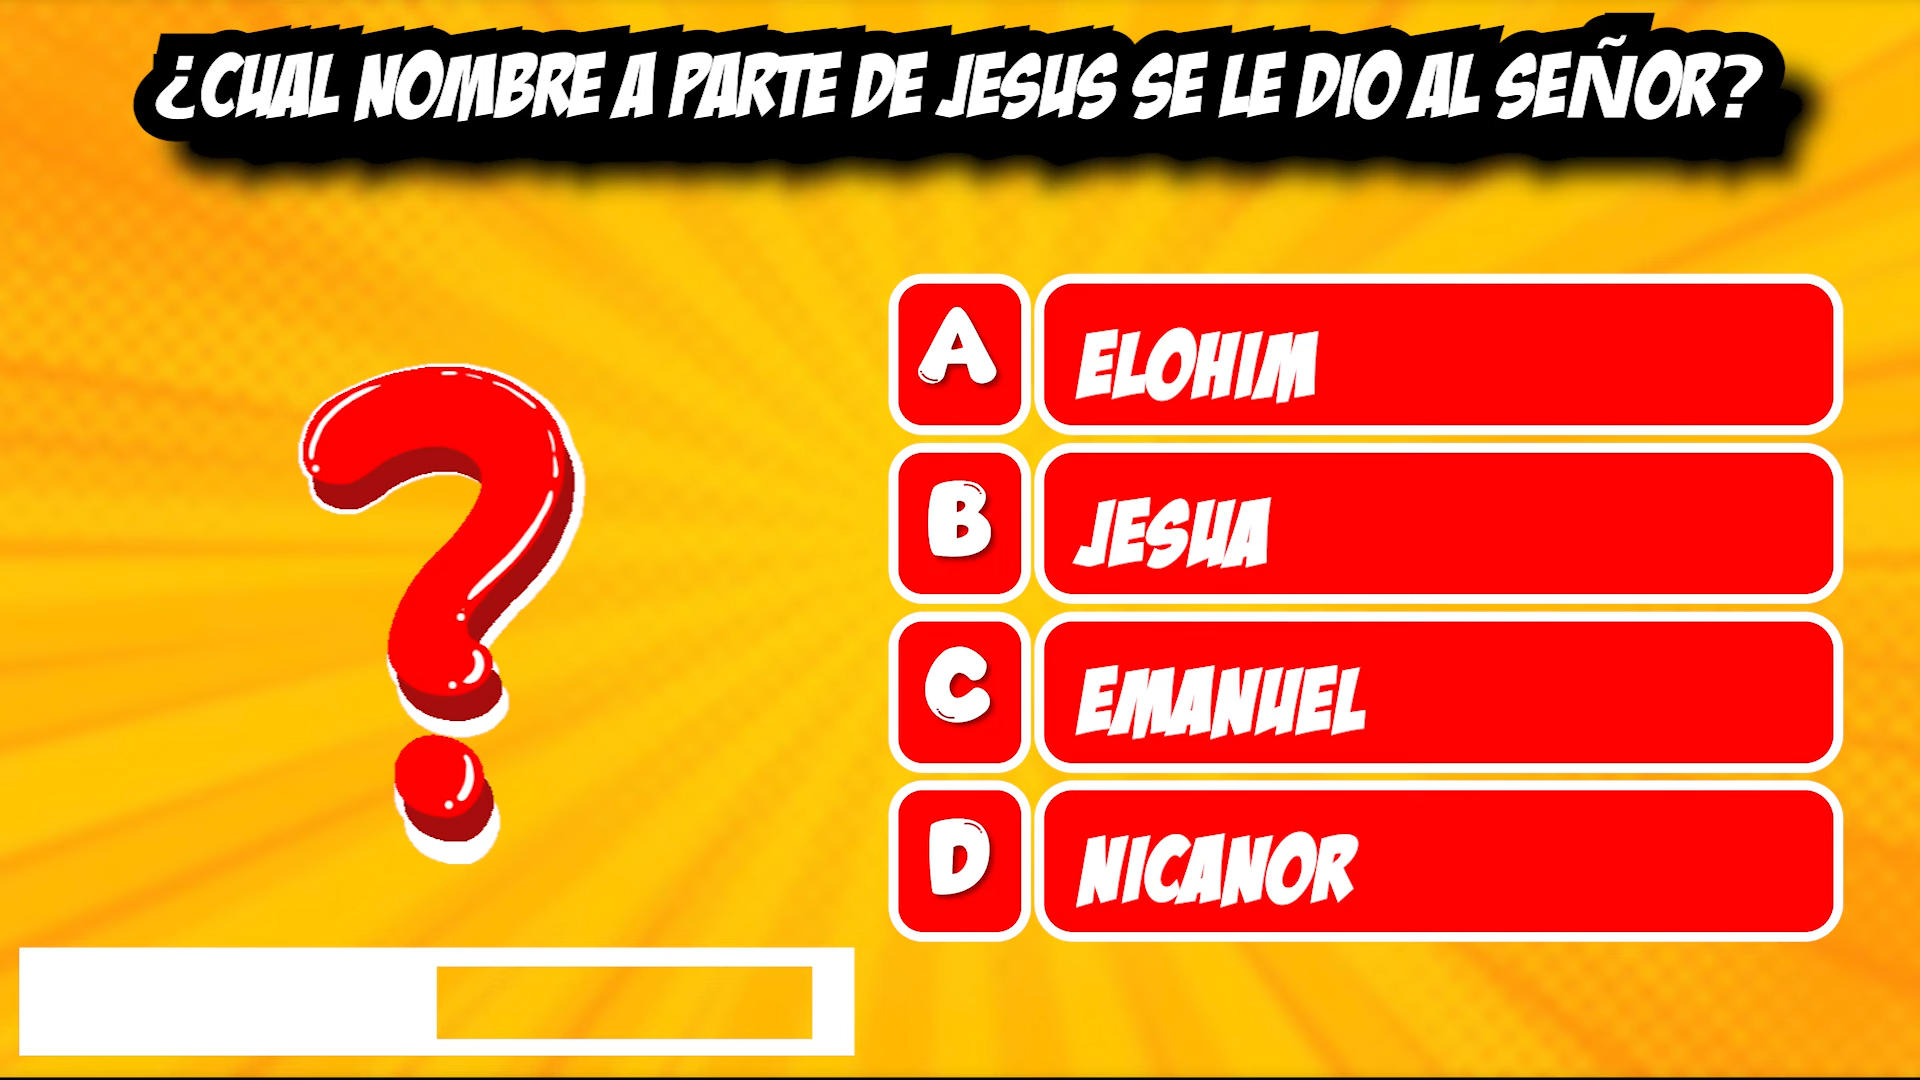 ¿CUAL NOMBRE A PARTE DE JESUS SE LE DIO AL SEÑOR?
A ELOHIM
B JESUA
C EMANUEL
D NICANOR